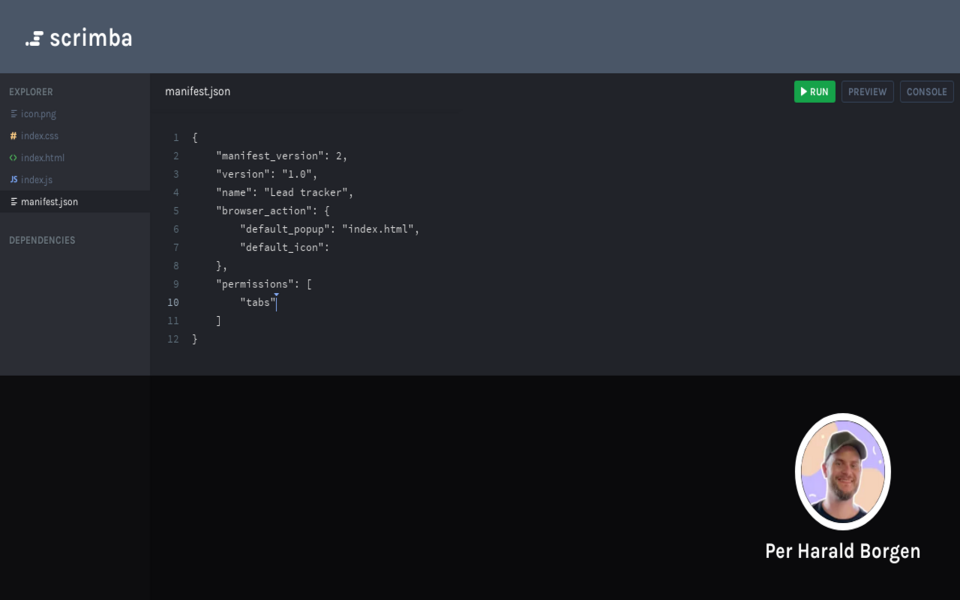 scrimba
EXPLORER
icon.png
# index.css
<> index.html
JS index.js
manifest.json
DEPENDENCIES
manifest.json
RUN
PREVIEW
CONSOLE
1 {
2 "manifest_version": 2,
3 "version": "1.0",
4 "name": "Lead tracker",
5 "browser_action": {
6 "default_popup": "index.html",
7 "default_icon":
8 },
9 "permissions": [
10 "tabs"
11 ]
12 }
Per Harald Borgen